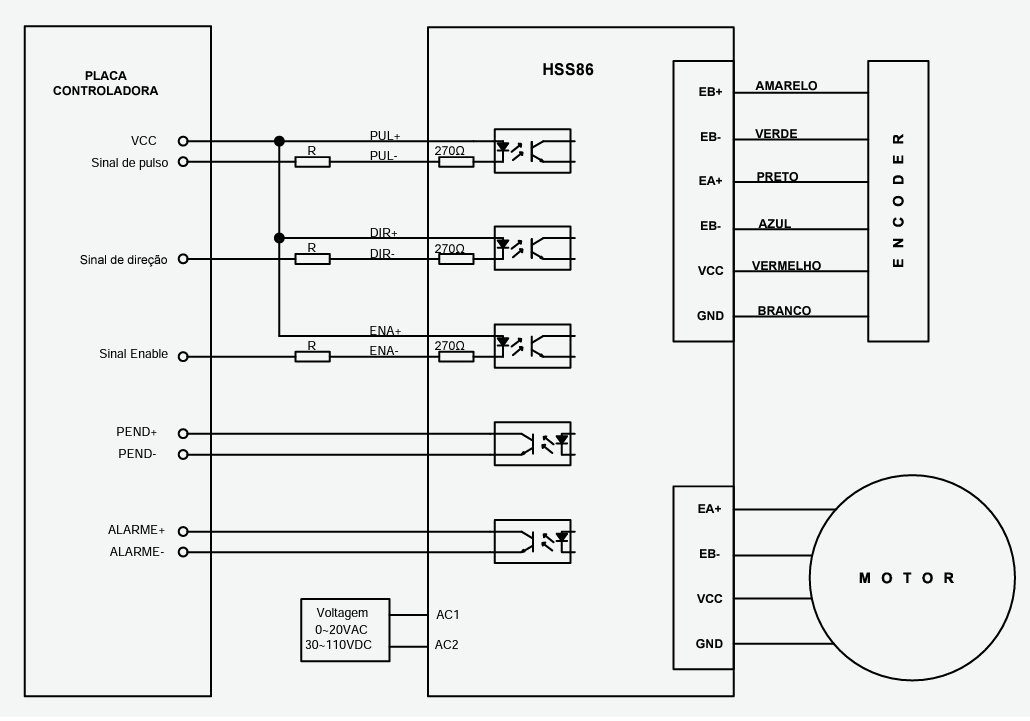 PLACA
CONTROLADORA
HSS86
VCC
Sinal de pulso
R
PUL+
PUL-
270Ω
Sinal de direção
R
DIR+
DIR-
270Ω
Sinal Enable
R
ENA+
ENA-
270Ω
PEND+
PEND-
ALARME+
ALARME-
Voltagem
0~20VAC
30~110VDC
AC1
AC2
EB+ AMARELO
EB- VERDE
EA+ PRETO
EB- AZUL
VCC VERMELHO
GND BRANCO
ENCODER
EA+
EB-
VCC
GND
MOTOR